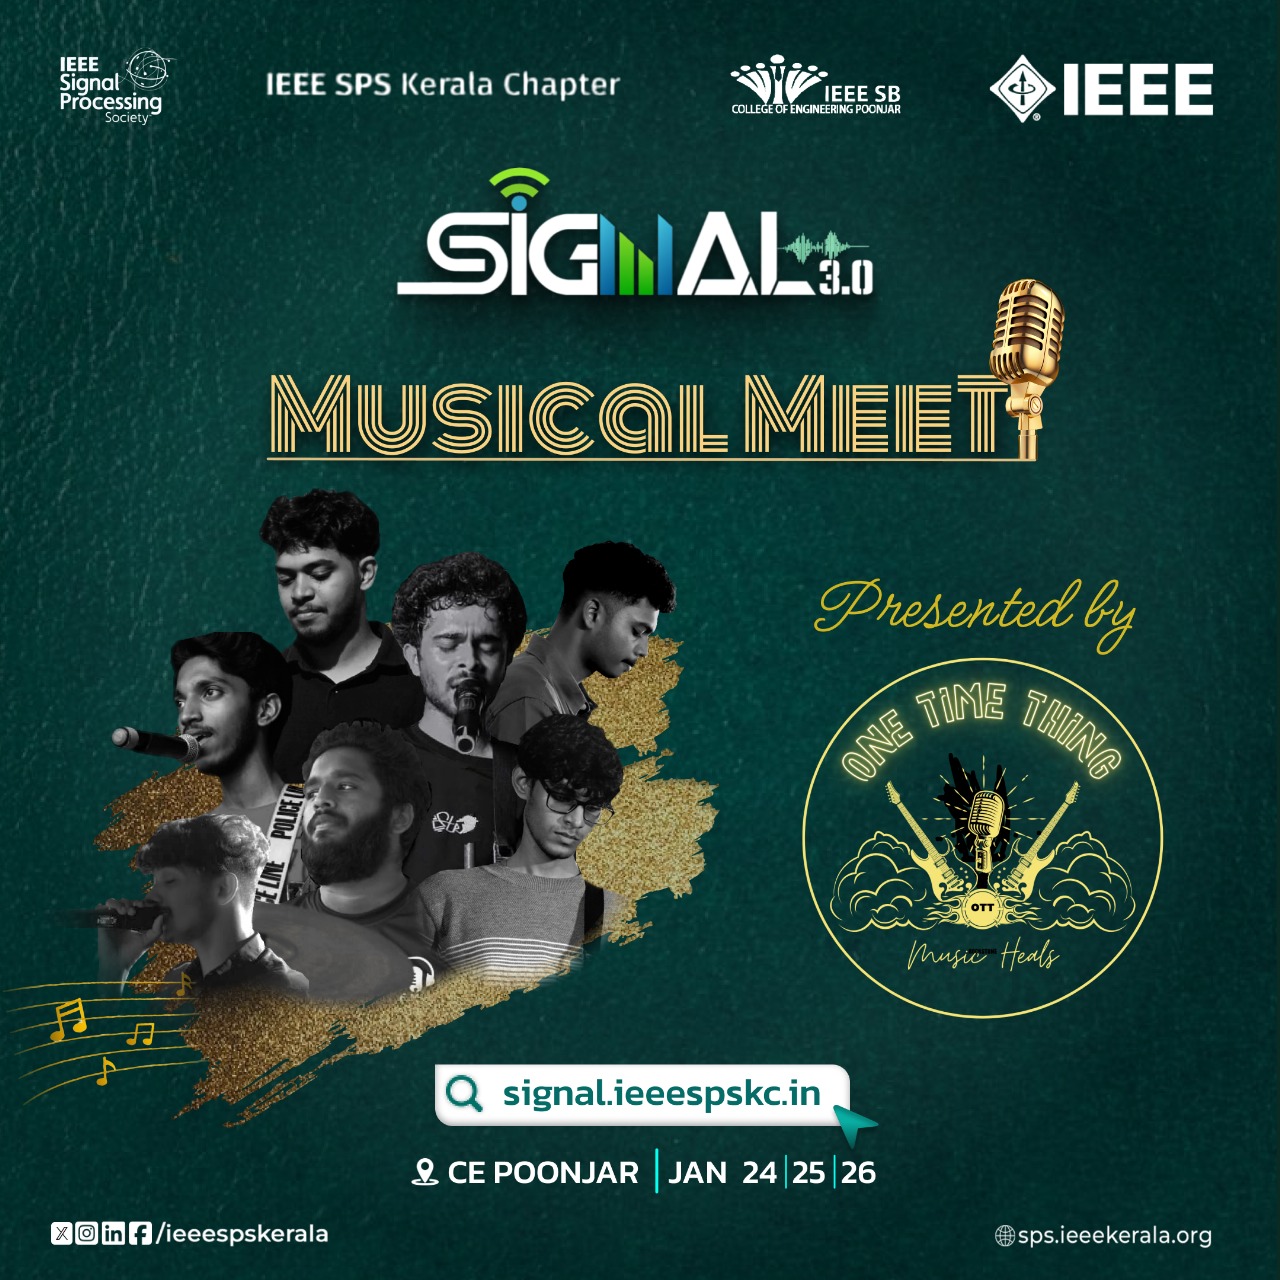 IEEE
Signal
Processing
Society
IEEE SPS Kerala Chapter
IEEE SB
COLLEGE OF ENGINEERING POONJAR
IEEE
SiGNAL 3.0
MUSICAL MEET
Presented by
ONE TIME THING
OTT
Music Heals
POLICE LI
CE LINE
signal.ieeespskc.in
CE POONJAR | JAN 24|25|26
/ieeespskerala
sps.ieeekerala.org